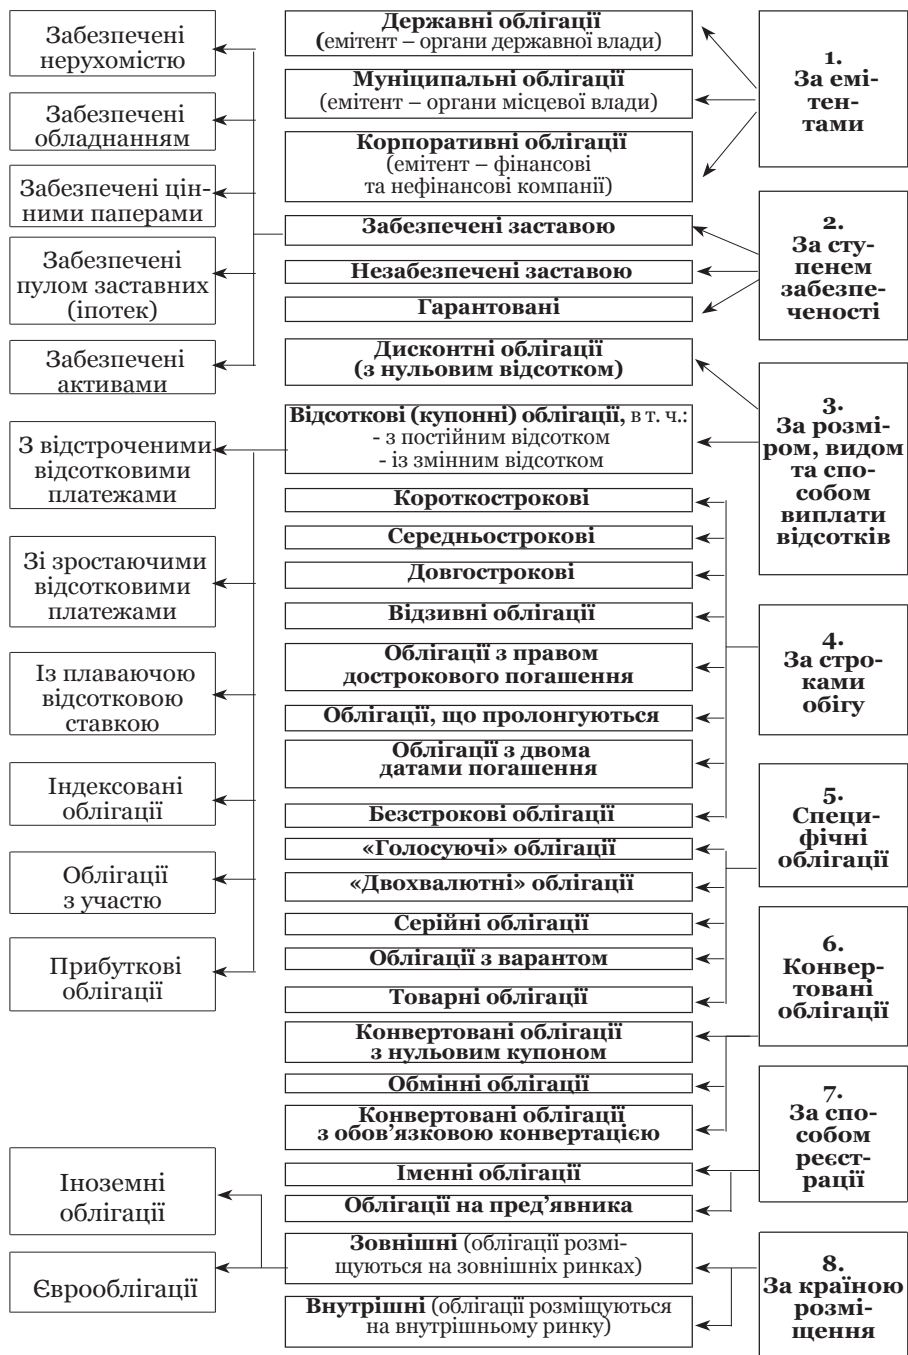 Забезпечені
нерухомістю
Забезпечені
обладнанням
Забезпечені цін-
ними паперами
Забезпечені
пулом заставних
(іпотек)
Забезпечені
активами
З відстроченими
відсотковими
платежами
Зі зростаючими
відсотковими
платежами
Із плаваючою
відсотковою
ставкою
Індексовані
облігації
Облігації
з участю
Прибуткові
облігації
Іноземні
облігації
Єврооблігації
Державні облігації
(емітент – органи державної влади)
Муніципальні облігації
(емітент – органи місцевої влади)
Корпоративні облігації
(емітент – фінансові
та нефінансові компанії)
Забезпечені заставою
Незабезпечені заставою
Гарантовані
Дисконтні облігації
(з нульовим відсотком)
Відсоткові (купонні) облігації, в т. ч.:
- з постійним відсотком
- із змінним відсотком
Короткострокові
Середньострокові
Довгострокові
Відзивні облігації
Облігації з правом
дострокового погашення
Облігації, що пролонгуються
Облігації з двома
датами погашення
Безстрокові облігації
«Голосуючі» облігації
«Двохвалютні» облігації
Серійні облігації
Облігації з варантом
Товарні облігації
Конвертовані облігації
з нульовим купоном
Обмінні облігації
Конвертовані облігації
з обов’язковою конвертацією
Іменні облігації
Облігації на пред’явника
Зовнішні (облігації розмі-
щуються на зовнішніх ринках)
Внутрішні (облігації розміщуються
на внутрішньому ринку)
1.
За емі-
тен-
тами
2.
За сту-
пенем
забезпе-
ченості
3.
За розмі-
ром, видом
та спо-
собом
виплати
відсотків
4.
За стро-
ками
обігу
5.
Специ-
фічні
облігації
6.
Конвер-
товані
облігації
7.
За спо-
собом
реєст-
рації
8.
За країною
розмі-
щення